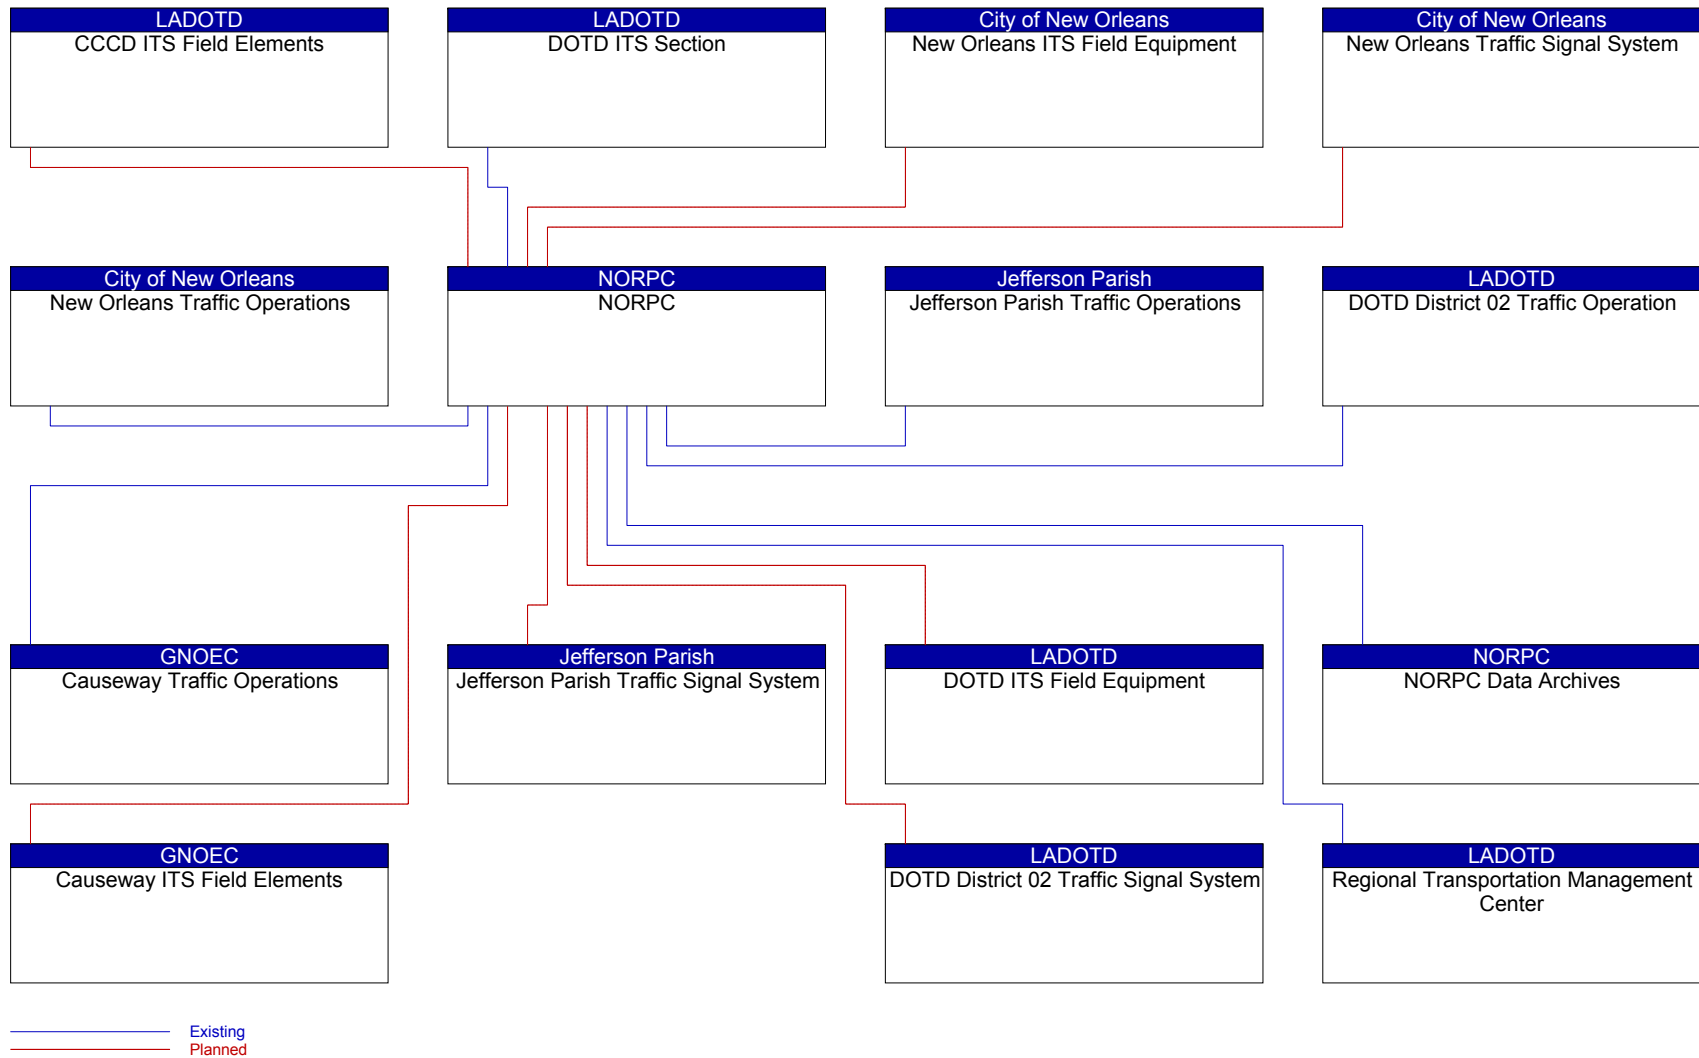 LADOTD
CCCD ITS Field Elements
LADOTD
DOTD ITS Section
City of New Orleans
New Orleans ITS Field Equipment
City of New Orleans
New Orleans Traffic Signal System
City of New Orleans
New Orleans Traffic Operations
NORPC
NORPC
Jefferson Parish
Jefferson Parish Traffic Operations
LADOTD
DOTD District 02 Traffic Operation
GNOEC
Causeway Traffic Operations
Jefferson Parish
Jefferson Parish Traffic Signal System
LADOTD
DOTD ITS Field Equipment
NORPC
NORPC Data Archives
GNOEC
Causeway ITS Field Elements
LADOTD
DOTD District 02 Traffic Signal System
LADOTD
Regional Transportation Management
Center
Existing
Planned